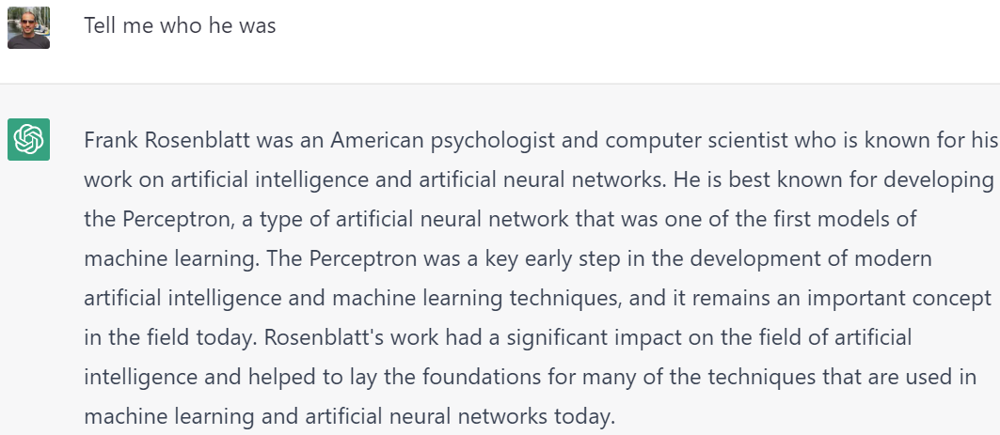 Tell me who he was
Frank Rosenblatt was an American psychologist and computer scientist who is known for his
work on artificial intelligence and artificial neural networks. He is best known for developing
the Perceptron, a type of artificial neural network that was one of the first models of
machine learning. The Perceptron was a key early step in the development of modern
artificial intelligence and machine learning techniques, and it remains an important concept
in the field today. Rosenblatt's work had a significant impact on the field of artificial
intelligence and helped to lay the foundations for many of the techniques that are used in
machine learning and artificial neural networks today.